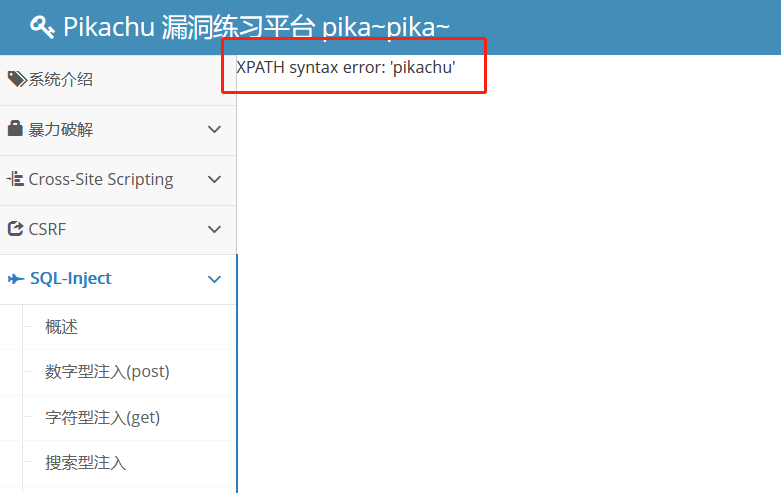 Pikachu 漏洞练习平台 pika~pika~
XPATH syntax error: 'pikachu'
系统介绍
暴力破解
Cross-Site Scripting
CSRF
SQL-Inject
概述
数字型注入(post)
字符型注入(get)
搜索型注入